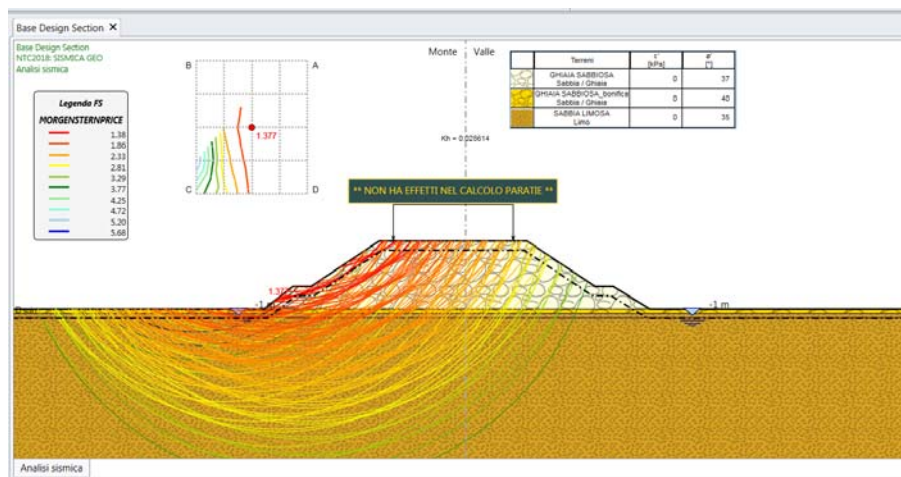 Base Design Section
Base Design Section
NTC2018: SISMICA GEO
Analisi sismica
Legenda FS
MORGENSTERNPRICE
1.38
1.86
2.33
2.81
3.29
3.77
4.25
4.72
5.20
5.68
B
A
1.377
C
D
Monte
Valle
Terreni
[kPa]
[°]
GHIAIA SABBIOSA
Sabbia / Ghiaia
0
37
GHIAIA SABBIOSA_bonifica
Sabbia / Ghiaia
0
40
SABBIA LIMOSA
Limo
0
35
Kh = 0.028614
** NON HA EFFETTI NEL CALCOLO PARATIE **
1.377
-1 m
-1 m
Analisi sismica